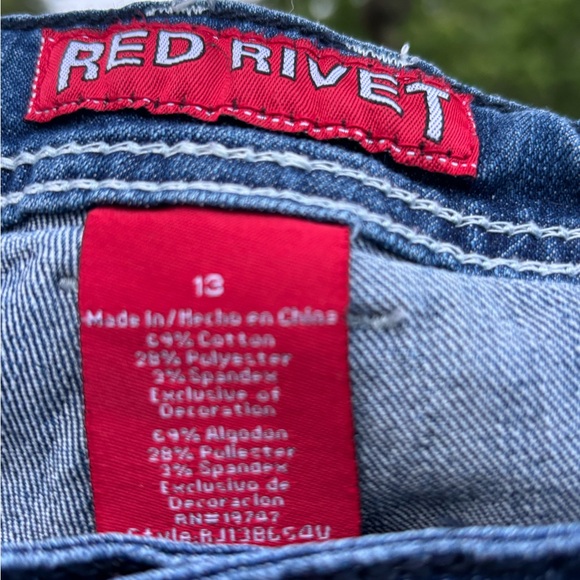 RED RIVET
13
Made In/Hecho en China
69% Cotton
28% Polyester
3% Spandex
Exclusive of
Decoration
69% Algodon
28% Poliester
3% Spandex
Exclusivo de
Decoracion
RN#19747